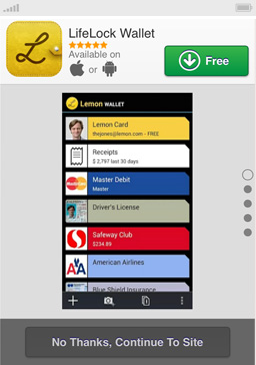 LifeLock Wallet
Available on
or
Free
Lemon WALLET
Lemon Card
thejones@lemon.com - FREE
Receipts
$ 2,797 last 30 days
Master Debit
Master
Driver's License
Safeway Club
$234.89
American Airlines
Blue Shield Insurance
No Thanks, Continue To Site